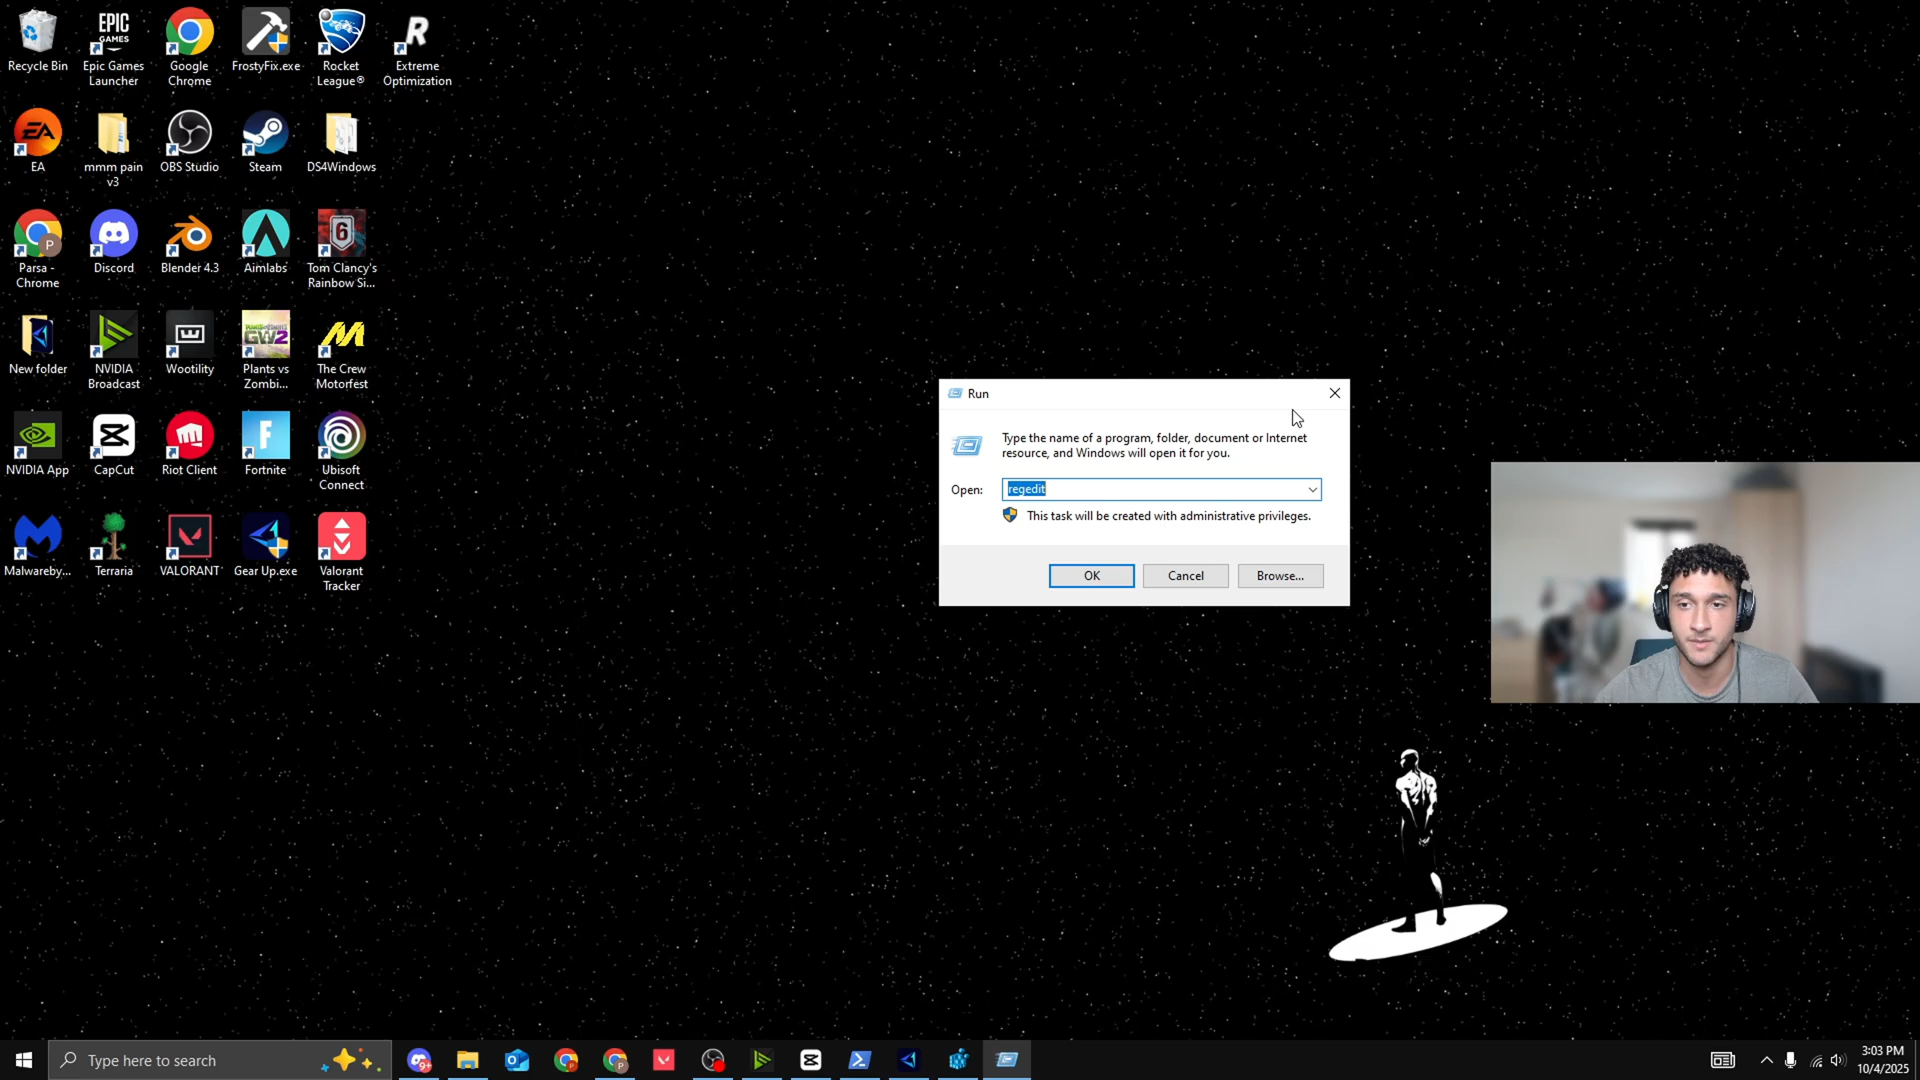 Recycle Bin
EPIC
GAMES
Epic Games
Launcher
Google
Chrome
FrostyFix.exe
Rocket
League®
R
Extreme
Optimization
EA
EA
mmm pain
v3
OBS Studio
Steam
DS4Windows
P
Parsa -
Chrome
Discord
Blender 4.3
Aimlabs
6
Tom Clancy's
Rainbow Si...
New folder
NVIDIA
Broadcast
W
Wootility
GW2
Plants vs
Zombi...
The Crew
Motorfest
NVIDIA App
CapCut
Riot Client
F
Fortnite
Ubisoft
Connect
Malwareby...
Terraria
VALORANT
Gear Up.exe
Valorant
Tracker
Run
Type the name of a program, folder, document or Internet
resource, and Windows will open it for you.
Open:
regedit
This task will be created with administrative privileges.
OK
Cancel
Browse...
Type here to search
9+
3:03 PM
10/4/2025